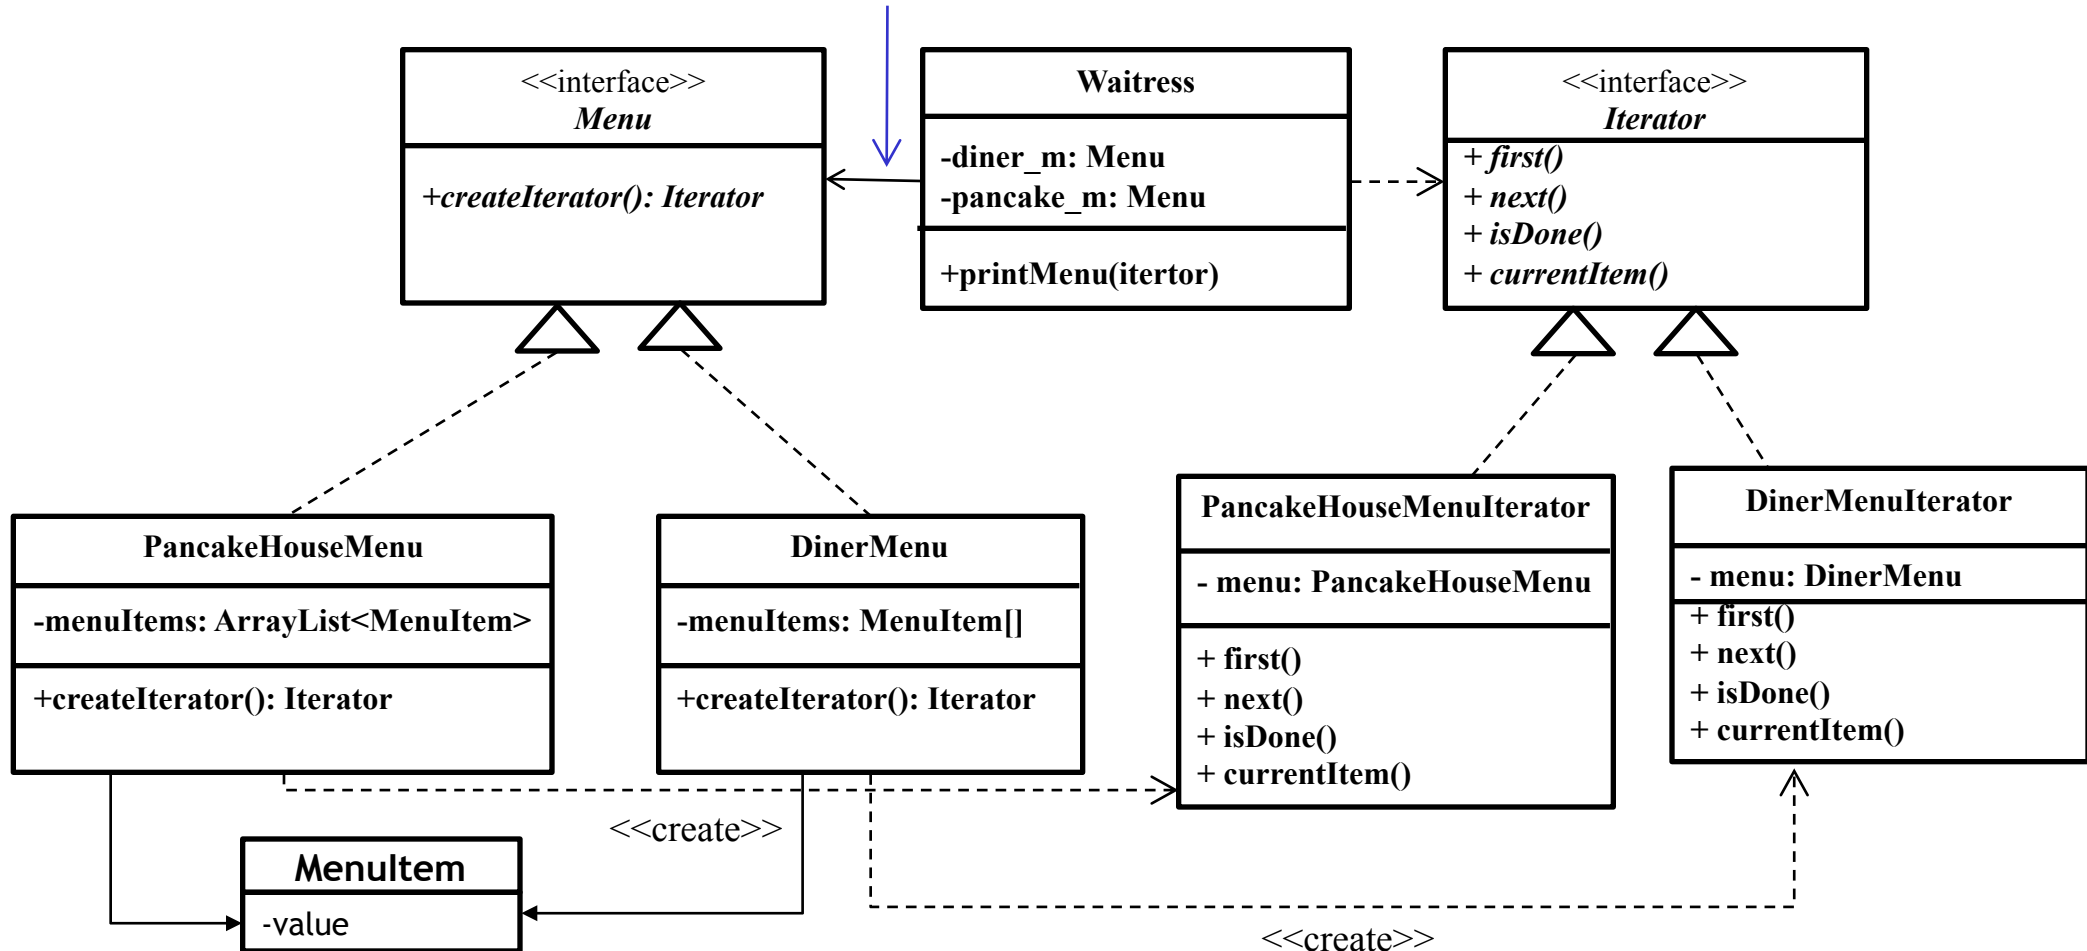 <<interface>>
Menu
+createIterator(): Iterator
Waitress
-diner_m: Menu
-pancake_m: Menu
+printMenu(itertor)
<<interface>>
Iterator
+ first()
+ next()
+ isDone()
+ currentItem()
PancakeHouseMenu
-menuItems: ArrayList<MenuItem>
+createIterator(): Iterator
DinerMenu
-menuItems: MenuItem[]
+createIterator(): Iterator
PancakeHouseMenuIterator
- menu: PancakeHouseMenu
+ first()
+ next()
+ isDone()
+ currentItem()
DinerMenuIterator
- menu: DinerMenu
+ first()
+ next()
+ isDone()
+ currentItem()
<<create>>
MenuItem
-value
<<create>>